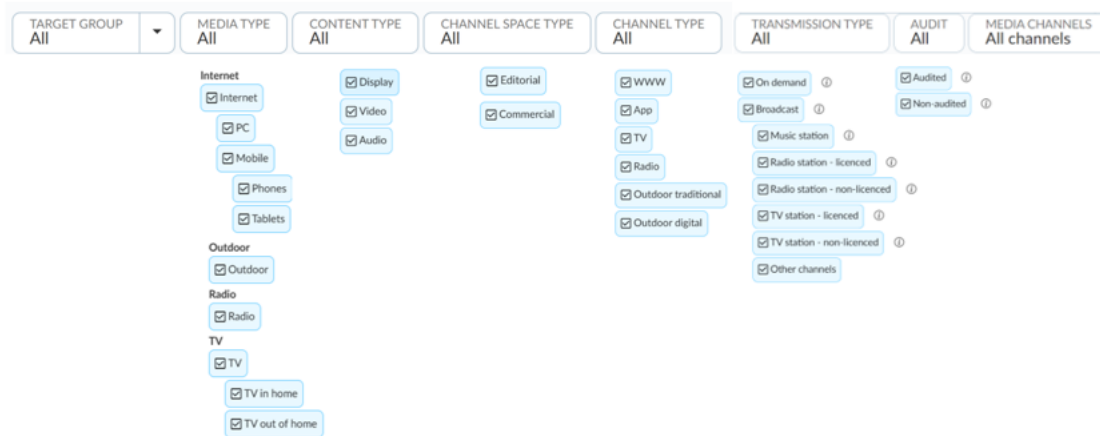 TARGET GROUP
All
MEDIA TYPE
All
CONTENT TYPE
All
CHANNEL SPACE TYPE
All
CHANNEL TYPE
All
TRANSMISSION TYPE
All
AUDIT
All
MEDIA CHANNELS
All channels
Internet
Internet
PC
Mobile
Phones
Tablets
Outdoor
Outdoor
Radio
Radio
TV
TV
TV in home
TV out of home
Display
Video
Audio
Editorial
Commercial
WWW
App
TV
Radio
Outdoor traditional
Outdoor digital
On demand
Broadcast
Music station
Radio station - licenced
Radio station - non-licenced
TV station - licenced
TV station - non-licenced
Other channels
Audited
Non-audited